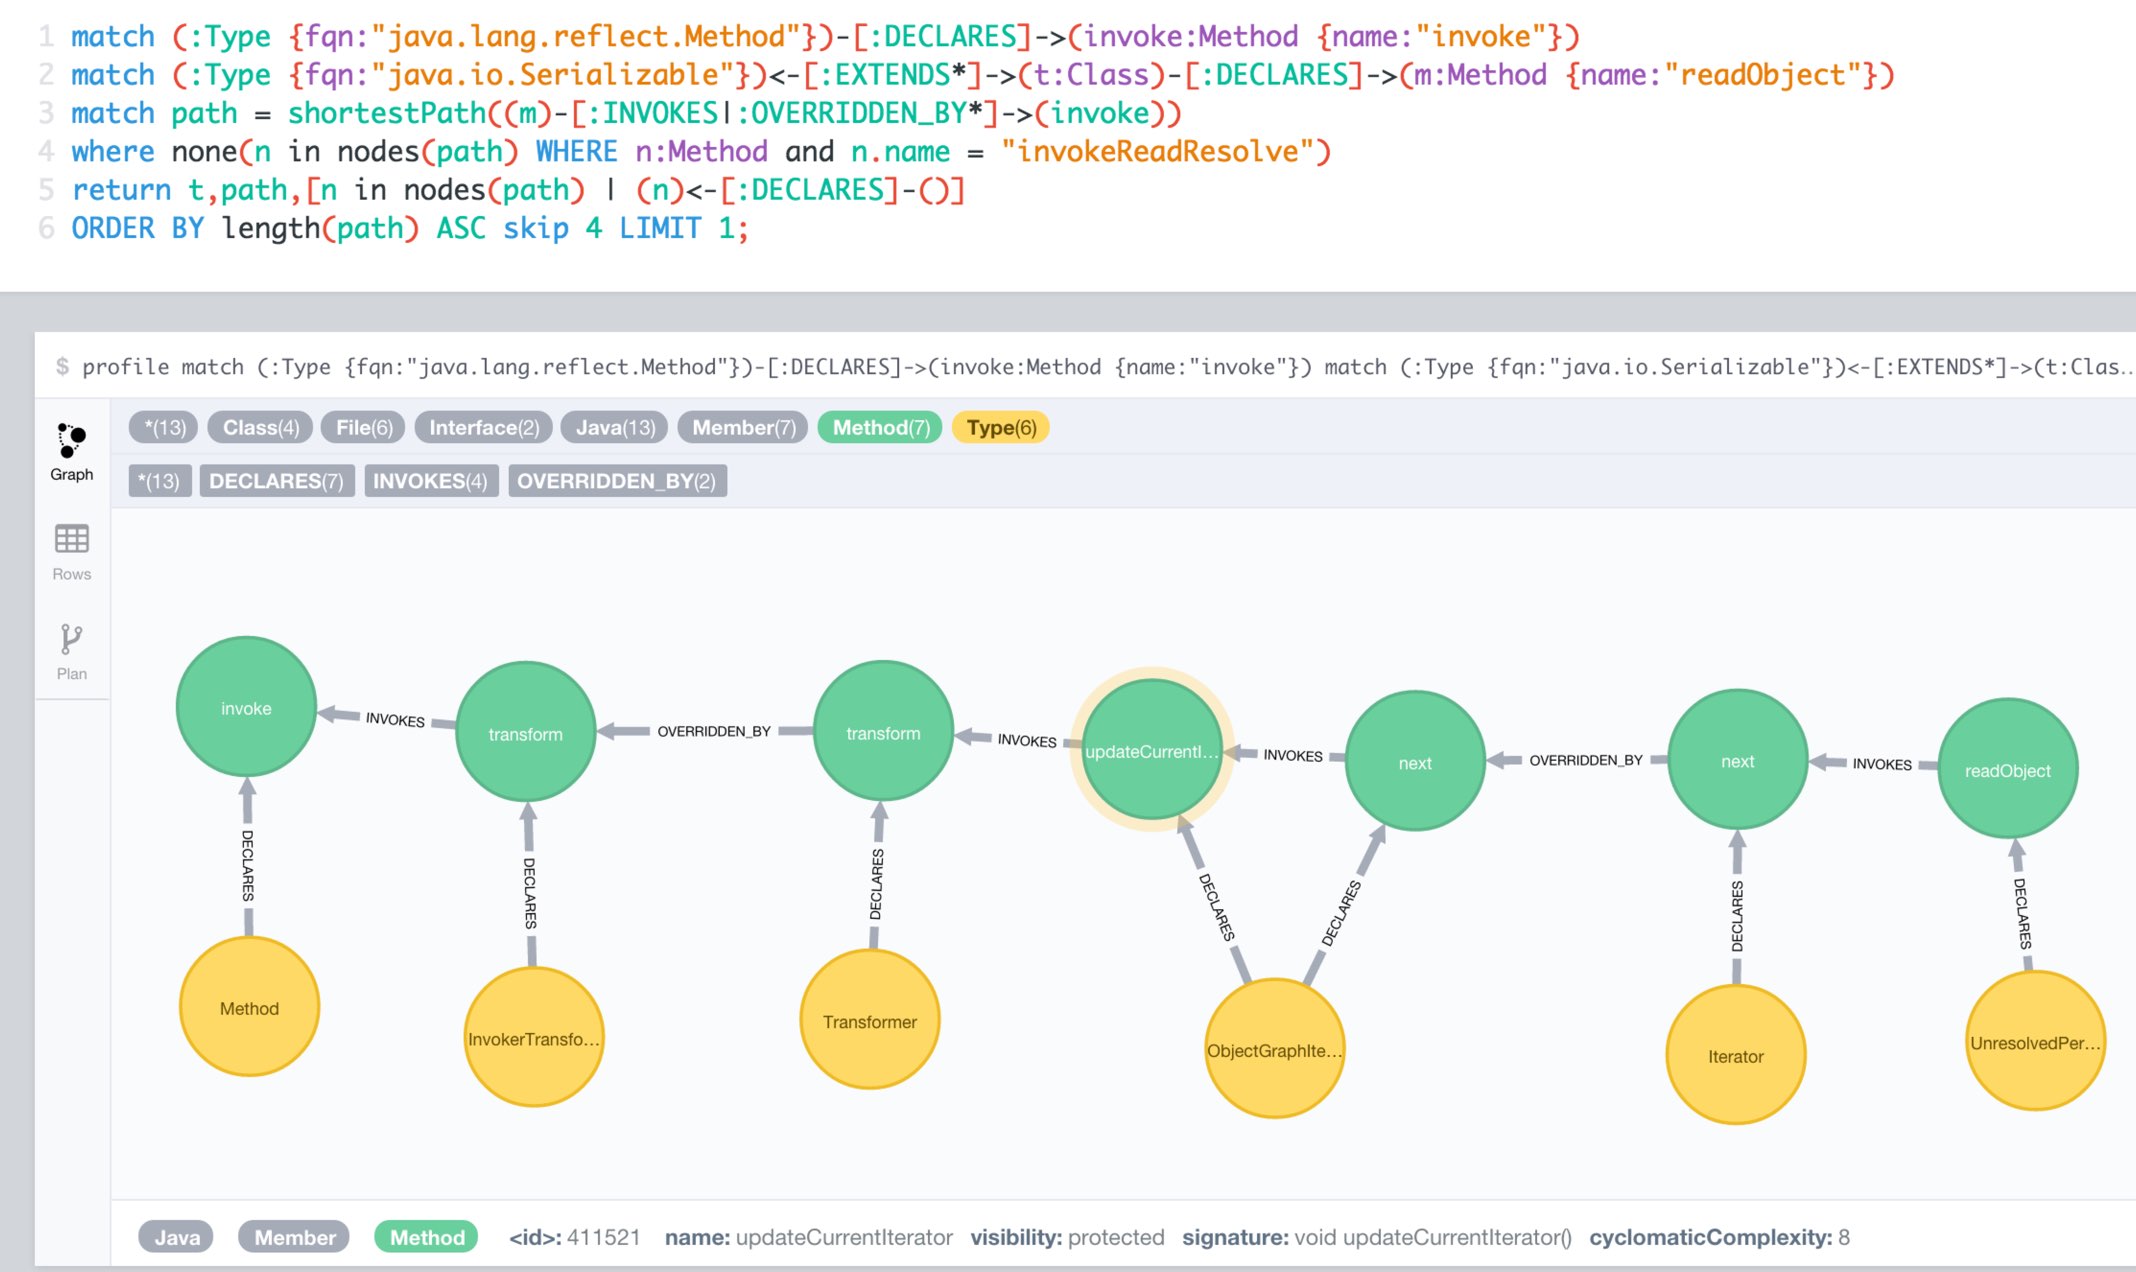 1 match (:Type {fqn:"java.lang.reflect.Method"})-[:DECLARES]->(invoke:Method {name:"invoke"})
2 match (:Type {fqn:"java.io.Serializable"})<-[:EXTENDS*]->(t:Class)-[:DECLARES]->(m:Method {name:"readObject"})
3 match path = shortestPath((m)-[:INVOKES|:OVERRIDDEN_BY*]->(invoke))
4 where none(n in nodes(path) WHERE n:Method and n.name = "invokeReadResolve")
5 return t,path,[n in nodes(path) | (n)<-[:DECLARES]-()]
6 ORDER BY length(path) ASC skip 4 LIMIT 1;
$ profile match (:Type {fqn:"java.lang.reflect.Method"})-[:DECLARES]->(invoke:Method {name:"invoke"}) match (:Type {fqn:"java.io.Serializable"})<-[:EXTENDS*]->(t:Clas...
*(13) Class(4) File(6) Interface(2) Java(13) Member(7) Method(7) Type(6)
*(13) DECLARES(7) INVOKES(4) OVERRIDDEN_BY(2)
Graph
Rows
Plan
invoke INVOKES transform OVERRIDDEN_BY transform INVOKES updateCurrentI... INVOKES next OVERRIDDEN_BY next INVOKES readObject
DECLARES DECLARES DECLARES DECLARES DECLARES DECLARES DECLARES
Method InvokerTransfo... Transformer ObjectGraphIte... Iterator UnresolvedPer...
Java Member Method <id>: 411521 name: updateCurrentIterator visibility: protected signature: void updateCurrentIterator() cyclomaticComplexity: 8